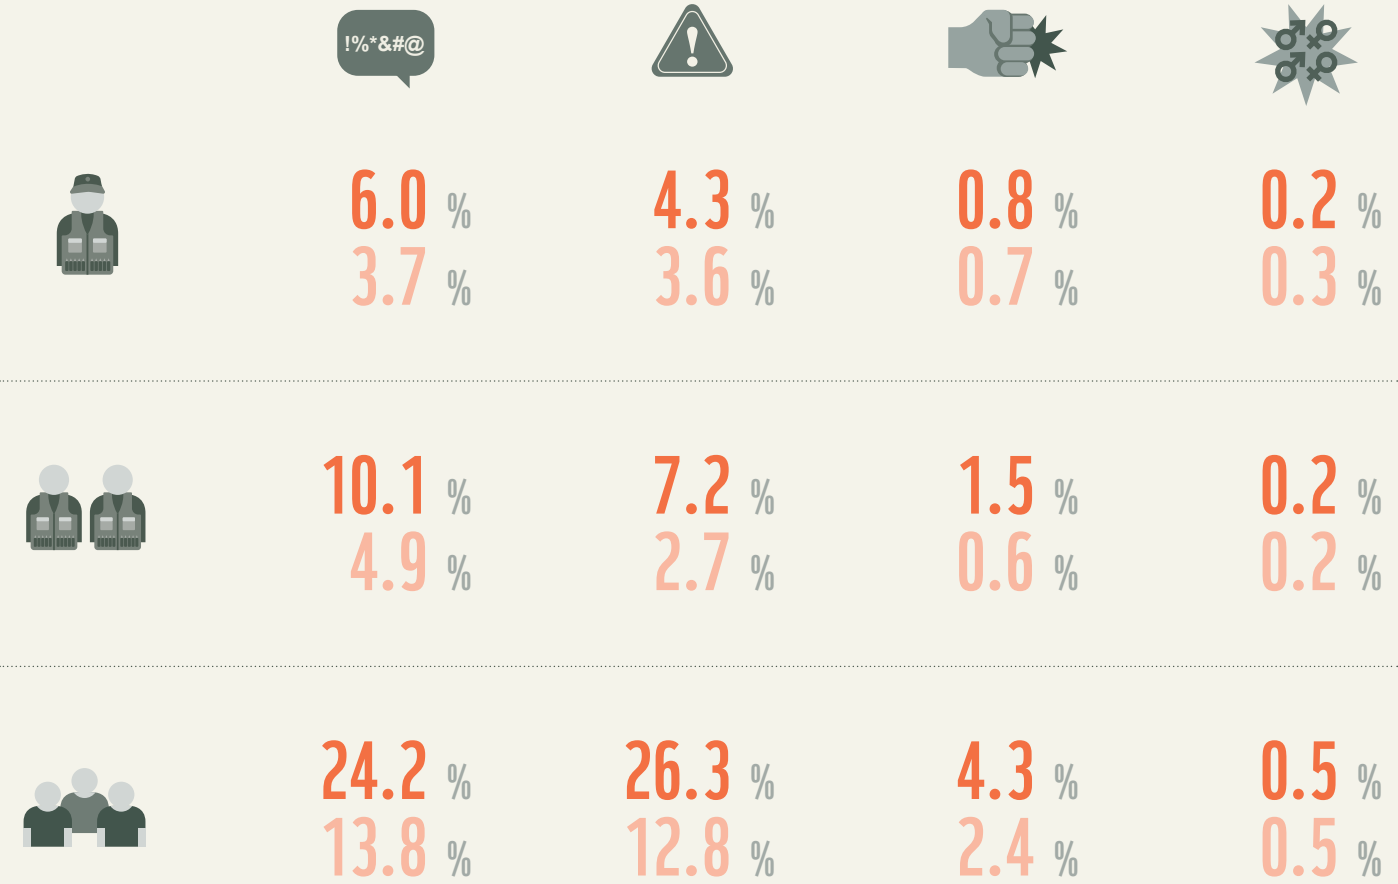 !%*&#@ !
6.0 % 4.3 % 0.8 % 0.2 %
3.7 % 3.6 % 0.7 % 0.3 %
10.1 % 7.2 % 1.5 % 0.2 %
4.9 % 2.7 % 0.6 % 0.2 %
24.2 % 26.3 % 4.3 % 0.5 %
13.8 % 12.8 % 2.4 % 0.5 %